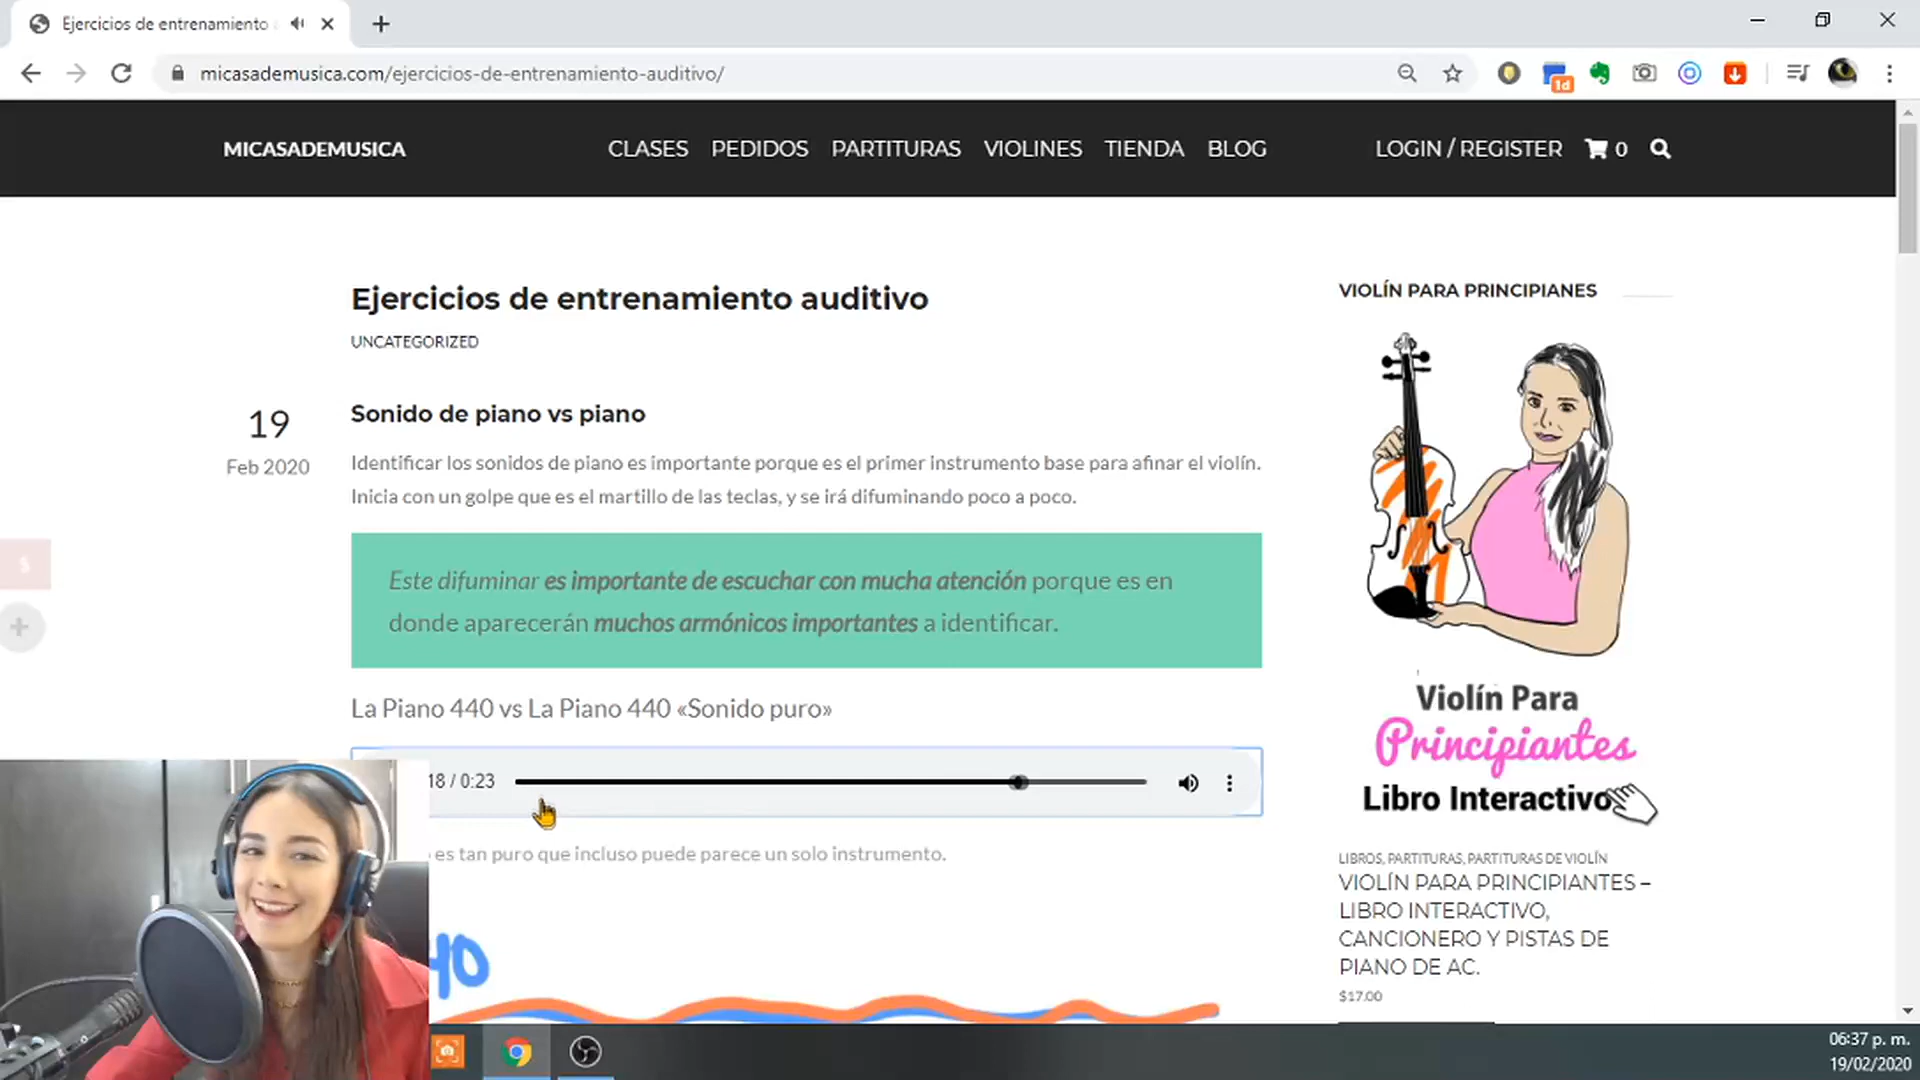 Ejercicios de entrenamiento
micasademusica.com/ejercicios-de-entrenamiento-auditivo/
1d
MICASADEMUSICA
CLASES PEDIDOS PARTITURAS VIOLINES TIENDA BLOG
LOGIN / REGISTER 0
Ejercicios de entrenamiento auditivo
UNCATEGORIZED
19
Feb 2020
Sonido de piano vs piano
Identificar los sonidos de piano es importante porque es el primer instrumento base para afinar el violín.
Inicia con un golpe que es el martillo de las teclas, y se irá difuminando poco a poco.
Este difuminar es importante de escuchar con mucha atención porque es en
donde aparecerán muchos armónicos importantes a identificar.
La Piano 440 vs La Piano 440 «Sonido puro»
18 / 0:23
es tan puro que incluso puede parece un solo instrumento.
40
VIOLÍN PARA PRINCIPIANES
Violín Para
Principiantes
Libro Interactivo
LIBROS, PARTITURAS, PARTITURAS DE VIOLÍN
VIOLÍN PARA PRINCIPIANTES –
LIBRO INTERACTIVO,
CANCIONERO Y PISTAS DE
PIANO DE AC.
$17.00
06:37 p. m.
19/02/2020